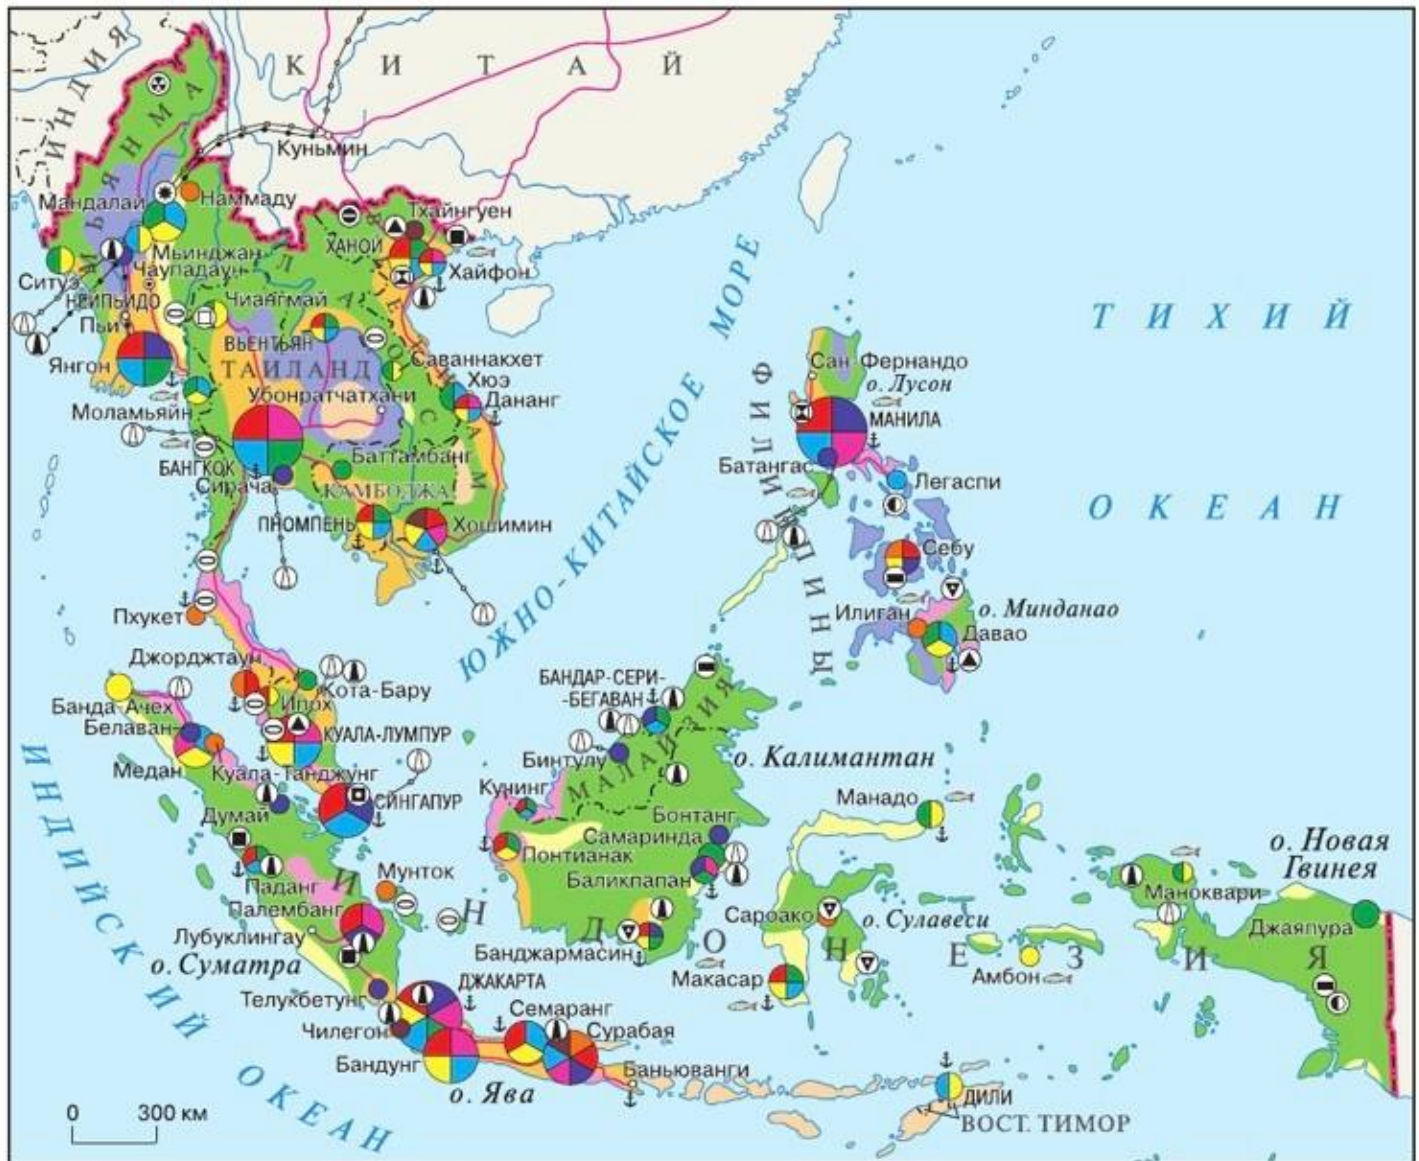 ИНДИЯ
КИТАЙ
МЬЯНМА
Куньмин
Мандалай
Наммаду
Тхайнгуен
ХАНОЙ
Мьинджан
Хайфон
Чаупадаун
Ситуэ
НЕЙПЬИДО
ЛАОС
ВЬЕТНАМ
Пьи
Чиангмай
ВЬЕНТЬЯН
Янгон
ТАИЛАНД
Саваннакхет
Убонратчатхани
Хюэ
Дананг
Моламьяйн
БАНГКОК
Баттамбанг
Сирача
КАМБОДЖА
ПНОМПЕНЬ
Хошимин
ЮЖНО-КИТАЙСКОЕ МОРЕ
ТИХИЙ
ОКЕАН
ФИЛИППИНЫ
Сан-Фернандо
о. Лусон
МАНИЛА
Батангас
Легаспи
Себу
Илиган
о. Минданао
Давао
Пхукет
Джорджтаун
Кота-Бару
Банда-Ачех
Ипох
Белаван
КУАЛА-ЛУМПУР
Медан
Куала-Танджунг
СИНГАПУР
Думай
БАНДАР-СЕРИ-
-БЕГАВАН
Бинтулу
МАЛАЙЗИЯ
о. Калимантан
Кучинг
Бонтанг
Самаринда
Понтианак
Баликпапан
Манадо
Мунток
Паданг
Палембанг
Лубуклингау
о. Суматра
Банджармасин
Сароако
о. Сулавеси
Макасар
Амбон
Маноквари
о. Новая
Гвинея
Джаяпура
ИНДОНЕЗИЯ
Телукбетунг
ДЖАКАРТА
Чилегон
Семаранг
Сурабая
Бандунг
Баньюванги
о. Ява
ДИЛИ
ВОСТ. ТИМОР
ИНДИЙСКИЙ ОКЕАН
0 300 км